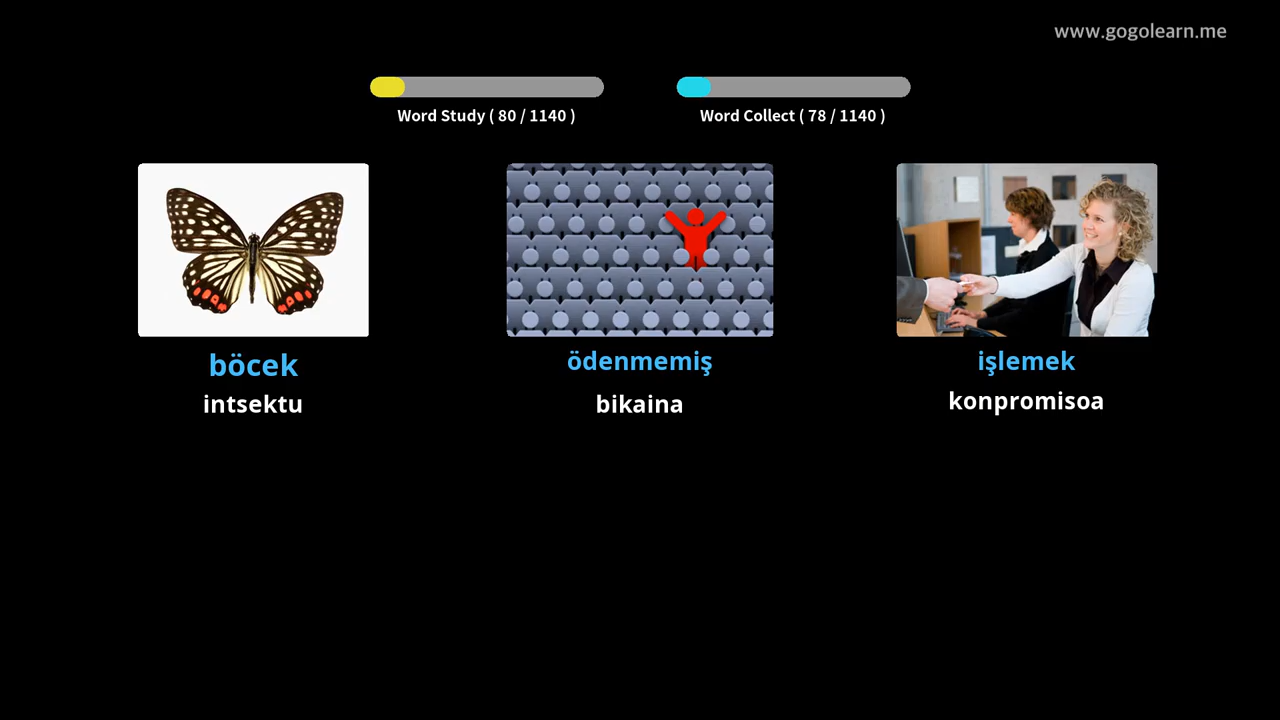 www.gogolearn.me
Word Study ( 80 / 1140 )
Word Collect ( 78 / 1140 )
böcek
intsektu
ödenmemiş
bikaina
işlemek
konpromisoa